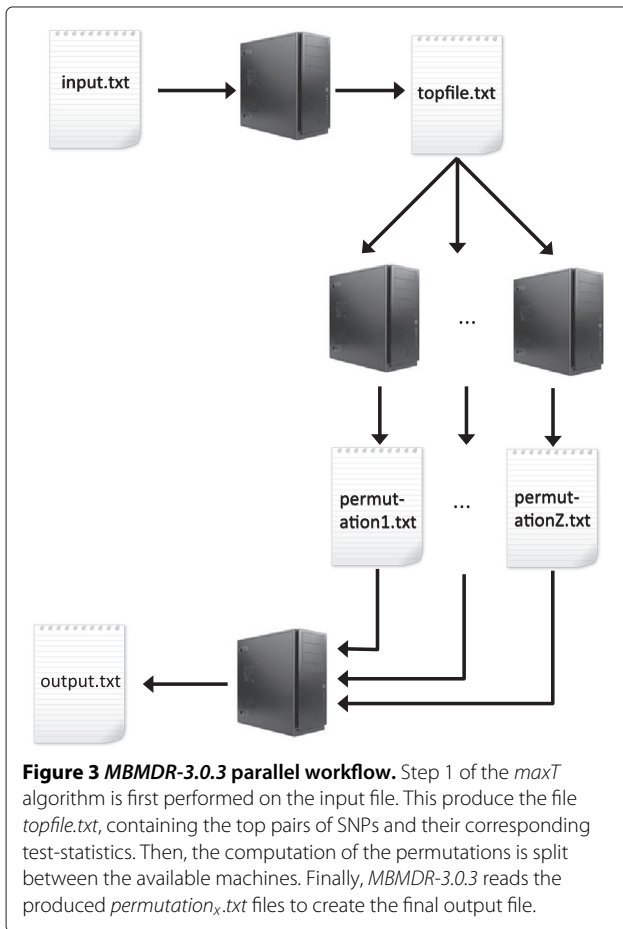 input.txt
topfile.txt
...
permut-
ation1.txt
...
permut-
ationZ.txt
output.txt
Figure 3 MBMDR-3.0.3 parallel workflow. Step 1 of the maxT
algorithm is first performed on the input file. This produce the file
topfile.txt, containing the top pairs of SNPs and their corresponding
test-statistics. Then, the computation of the permutations is split
between the available machines. Finally, MBMDR-3.0.3 reads the
produced permutationₓ.txt files to create the final output file.